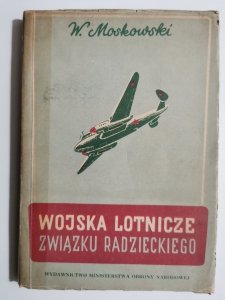 W. Moskowski
WOJSKA LOTNICZE
ZWIĄZKU RADZIECKIEGO
WYDAWNICTWO MINISTERSTWA OBRONY NARODOWEJ